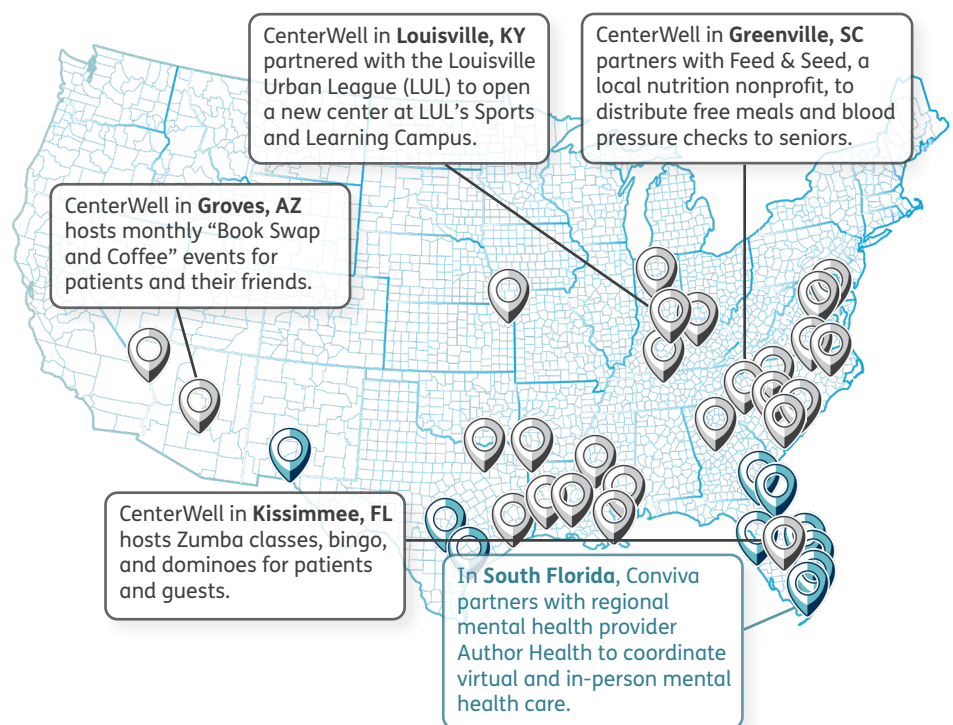 CenterWell in Louisville, KY
partnered with the Louisville
Urban League (LUL) to open
a new center at LUL's Sports
and Learning Campus.
CenterWell in Greenville, SC
partners with Feed & Seed, a
local nutrition nonprofit, to
distribute free meals and blood
pressure checks to seniors.
CenterWell in Groves, AZ
hosts monthly “Book Swap
and Coffee” events for
patients and their friends.
CenterWell in Kissimmee, FL
hosts Zumba classes, bingo,
and dominoes for patients
and guests.
In South Florida, Conviva
partners with regional
mental health provider
Author Health to coordinate
virtual and in-person mental
health care.